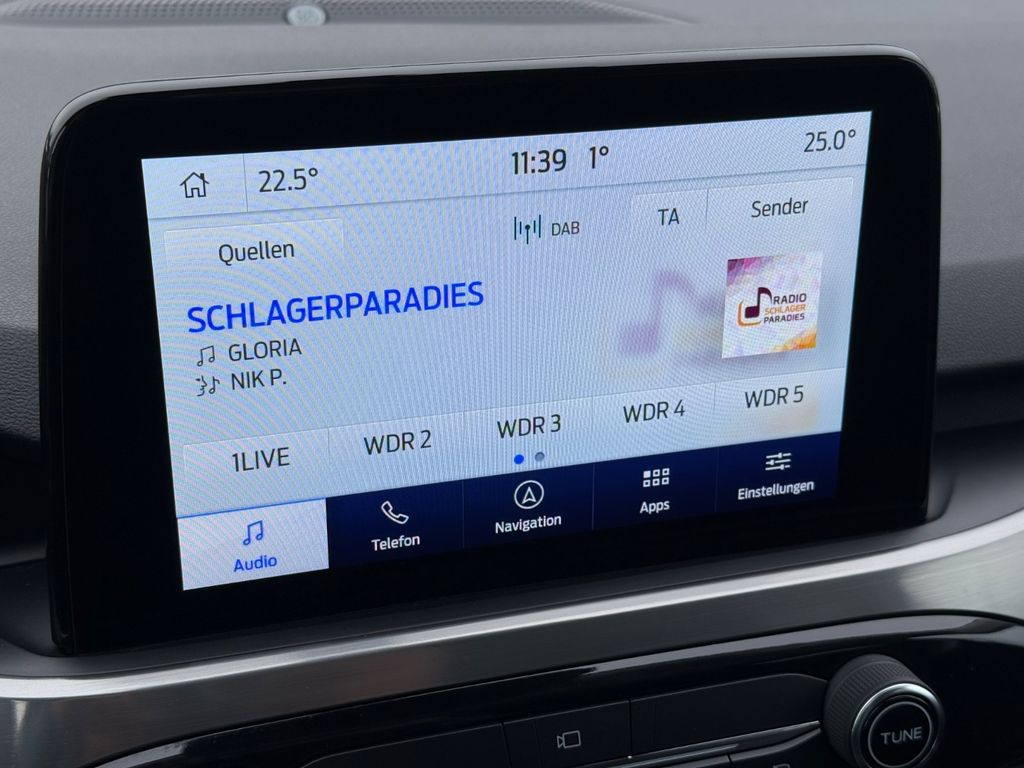 22.5° 11:39 1° 25.0°
Quellen DAB TA Sender
SCHLAGERPARADIES
GLORIA
NIK P.
RADIO
SCHLAGER
PARADIES
1LIVE WDR 2 WDR 3 WDR 4 WDR 5
Audio Telefon Navigation Apps Einstellungen
TUNE